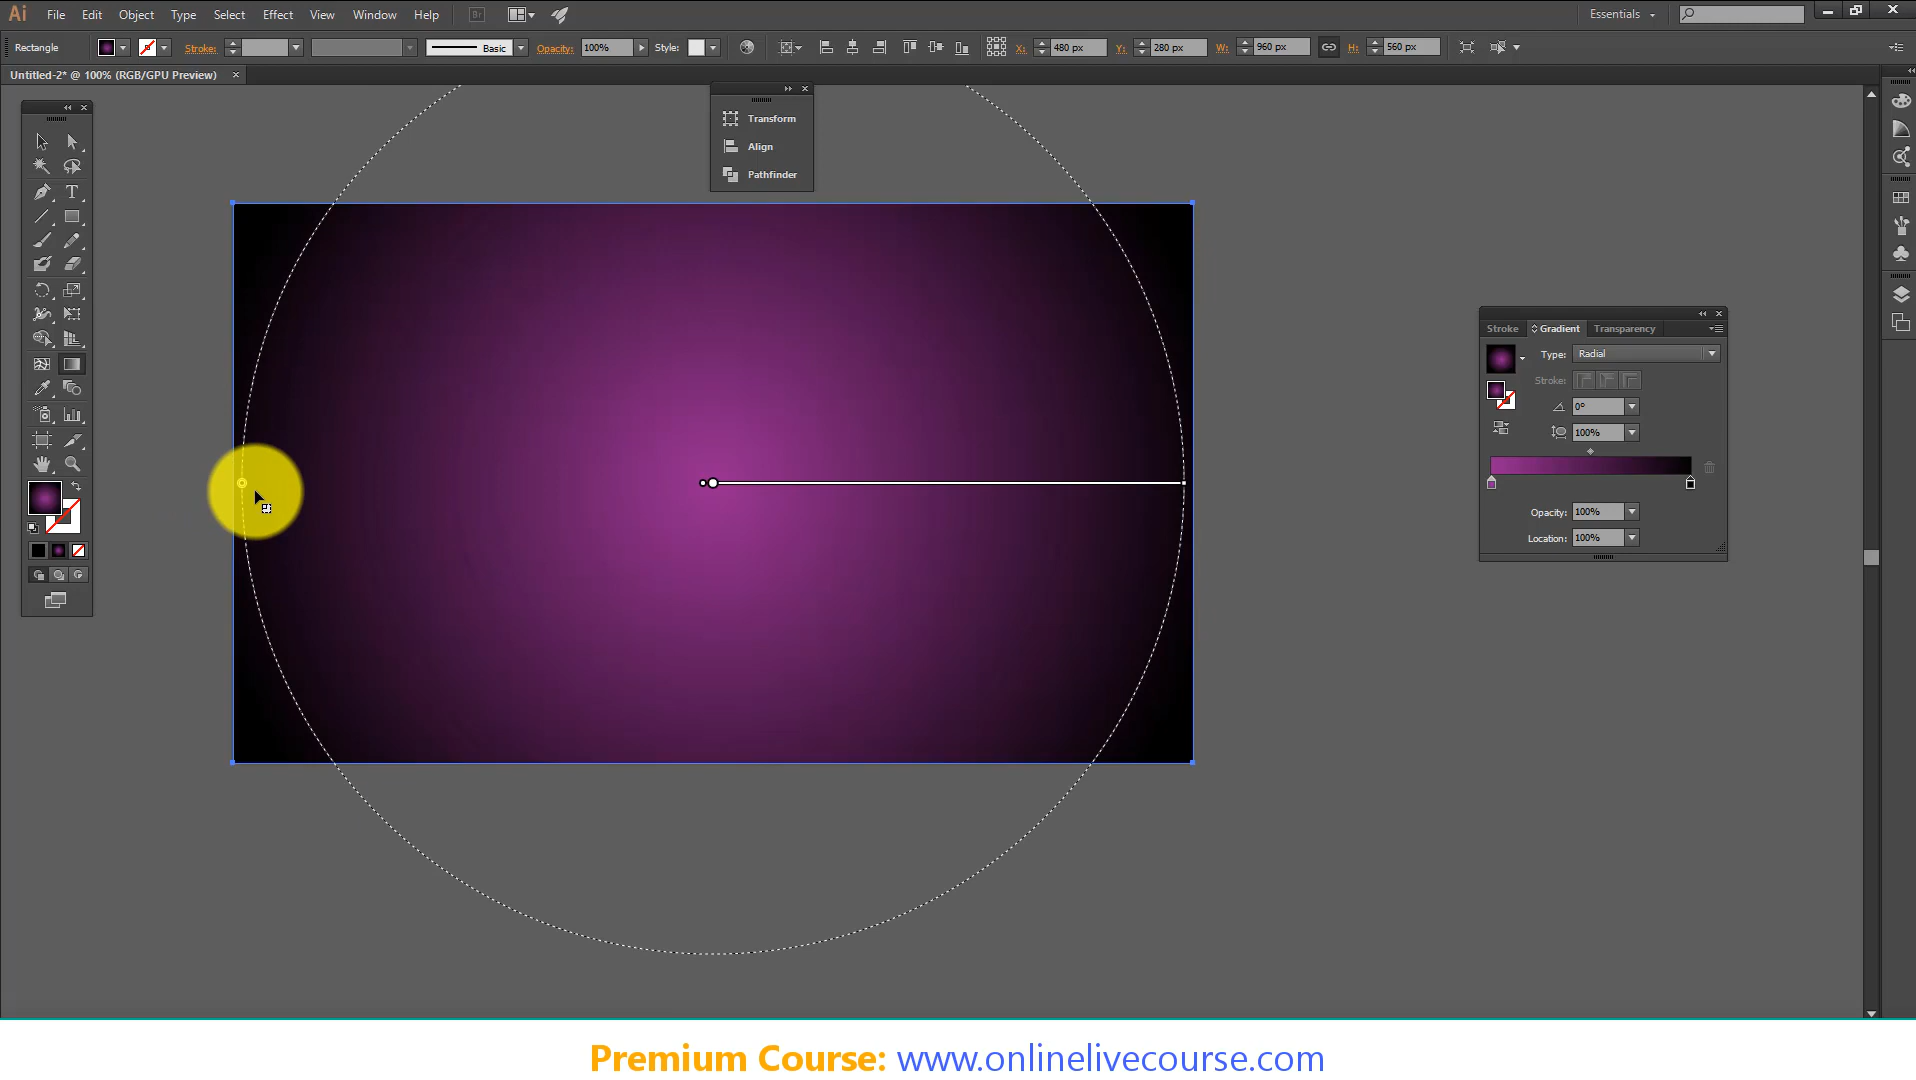 Ai File Edit Object Type Select Effect View Window Help Br Essentials
Rectangle Stroke: Basic Opacity: 100% Style: X: 480 px Y: 280 px W: 960 px H: 560 px
Untitled-2* @ 100% (RGB/GPU Preview)
Transform
Align
Pathfinder
Stroke Gradient Transparency
Type: Radial
Stroke:
0°
100%
Opacity: 100%
Location: 100%
Premium Course: www.onlinelivecourse.com